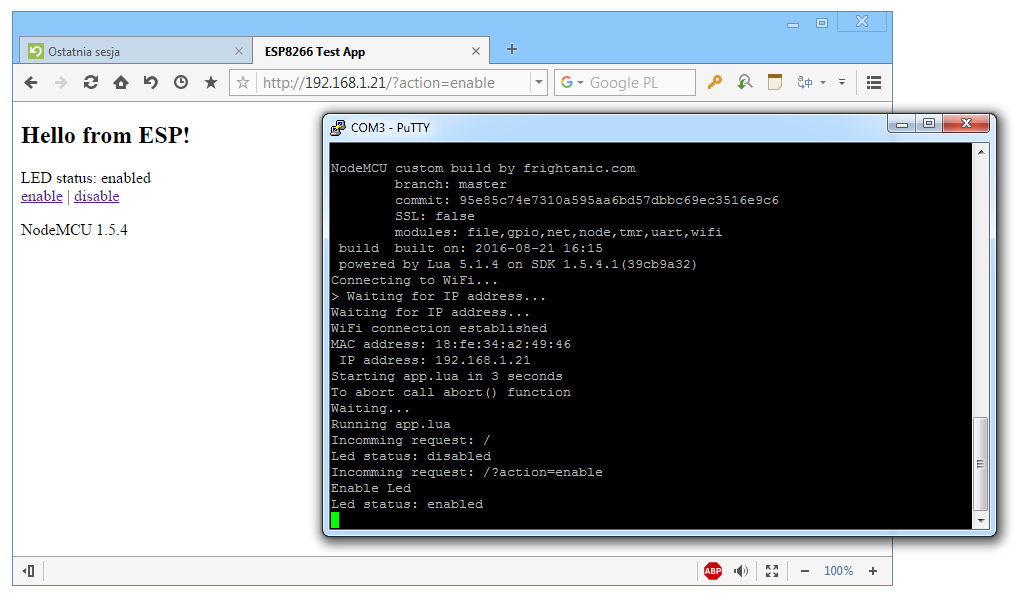 Ostatnia sesja
ESP8266 Test App
http://192.168.1.21/?action=enable
G
Google PL
Hello from ESP!
LED status: enabled
enable | disable
NodeMCU 1.5.4
COM3 - PuTTY
NodeMCU custom build by frightanic.com
branch: master
commit: 95e85c74e7310a595aa6bd57dbbc69ec3516e9c6
SSL: false
modules: file,gpio,net,node,tmr,uart,wifi
build  built on: 2016-08-21 16:15
powered by Lua 5.1.4 on SDK 1.5.4.1(39cb9a32)
Connecting to WiFi...
> Waiting for IP address...
Waiting for IP address...
WiFi connection established
MAC address: 18:fe:34:a2:49:46
IP address: 192.168.1.21
Starting app.lua in 3 seconds
To abort call abort() function
Waiting...
Running app.lua
Incomming request: /
Led status: disabled
Incomming request: /?action=enable
Enable Led
Led status: enabled
ABP
100%